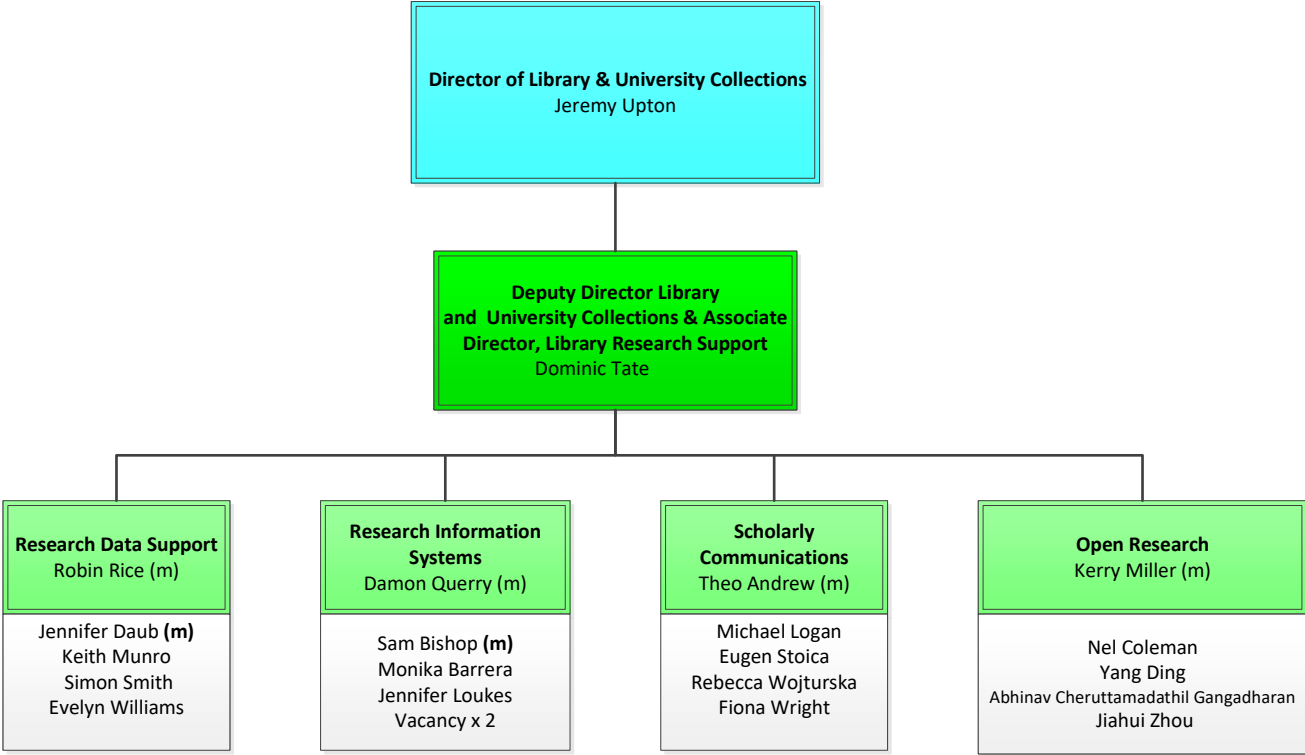 Director of Library & University Collections
Jeremy Upton
Deputy Director Library
and University Collections & Associate
Director, Library Research Support
Dominic Tate
Research Data Support
Robin Rice (m)
Jennifer Daub (m)
Keith Munro
Simon Smith
Evelyn Williams
Research Information
Systems
Damon Querry (m)
Sam Bishop (m)
Monika Barrera
Jennifer Loukes
Vacancy x 2
Scholarly
Communications
Theo Andrew (m)
Michael Logan
Eugen Stoica
Rebecca Wojturska
Fiona Wright
Open Research
Kerry Miller (m)
Nel Coleman
Yang Ding
Abhinav Cheruttamadathil Gangadharan
Jiahui Zhou